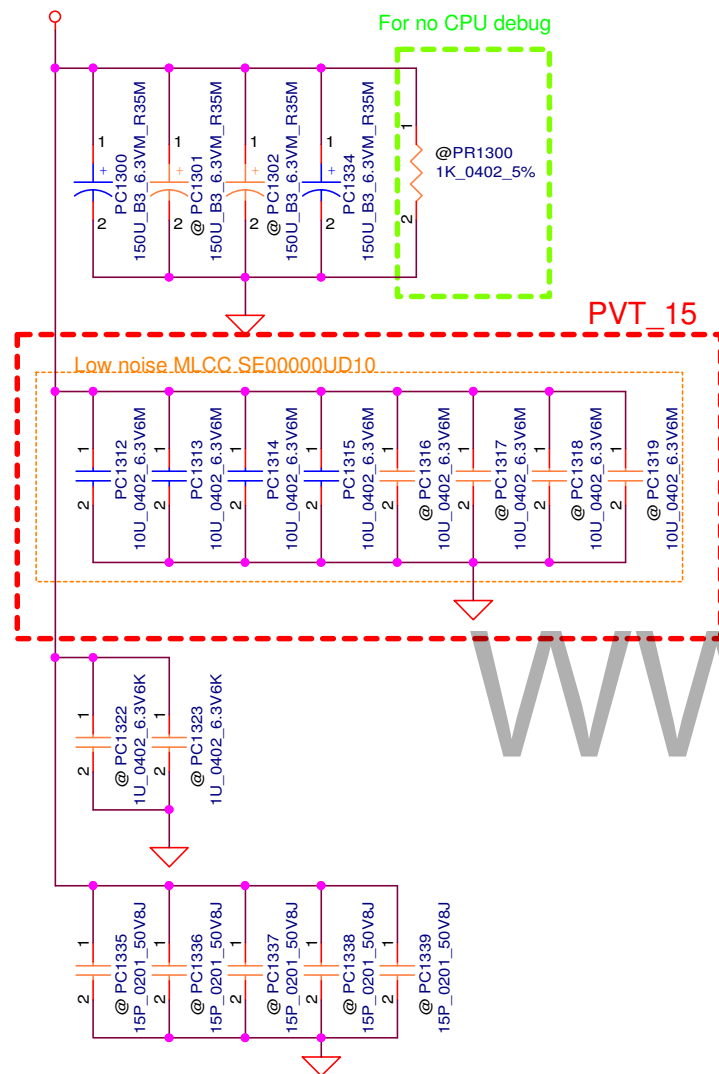 For no CPU debug
1
2
PC1300
150U_B3_6.3VM_R35M
1
2
@ PC1301
150U_B3_6.3VM_R35M
1
2
@ PC1302
150U_B3_6.3VM_R35M
1
2
PC1334
150U_B3_6.3VM_R35M
1
2
@PR1300
1K_0402_5%
PVT_15
Low noise MLCC SE00000UD10
1
2
PC1312
10U_0402_6.3V6M
1
2
PC1313
10U_0402_6.3V6M
1
2
PC1314
10U_0402_6.3V6M
1
2
PC1315
10U_0402_6.3V6M
1
2
@ PC1316
10U_0402_6.3V6M
1
2
@ PC1317
10U_0402_6.3V6M
1
2
@ PC1318
10U_0402_6.3V6M
1
2
@ PC1319
10U_0402_6.3V6M
1
2
@ PC1322
1U_0402_6.3V6K
1
2
@ PC1323
1U_0402_6.3V6K
1
2
@ PC1335
15P_0201_50V8J
1
2
@ PC1336
15P_0201_50V8J
1
2
@ PC1337
15P_0201_50V8J
1
2
@ PC1338
15P_0201_50V8J
1
2
@ PC1339
15P_0201_50V8J